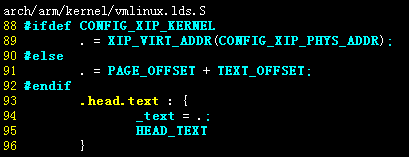 arch/arm/kernel/vmlinux.lds.S
88 #ifdef CONFIG_XIP_KERNEL
89         . = XIP_VIRT_ADDR(CONFIG_XIP_PHYS_ADDR);
90 #else
91         . = PAGE_OFFSET + TEXT_OFFSET;
92 #endif
93         .head.text : {
94                 _text = .;
95                 HEAD_TEXT
96         }